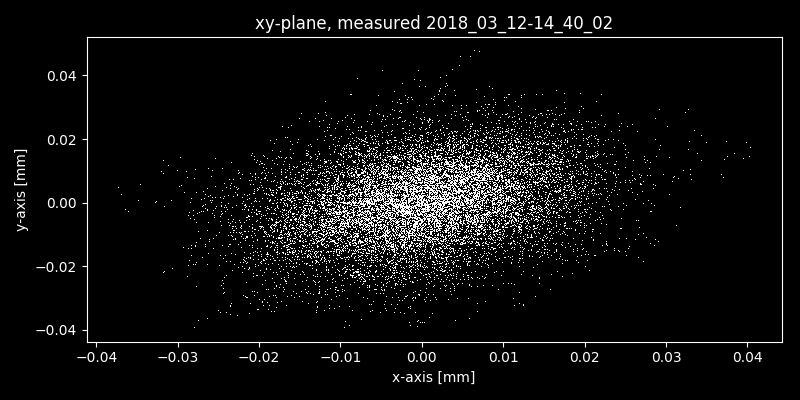 xy-plane, measured 2018_03_12-14_40_02
0.04
0.02
0.00
−0.02
−0.04
y-axis [mm]
−0.04 −0.03 −0.02 −0.01 0.00 0.01 0.02 0.03 0.04
x-axis [mm]